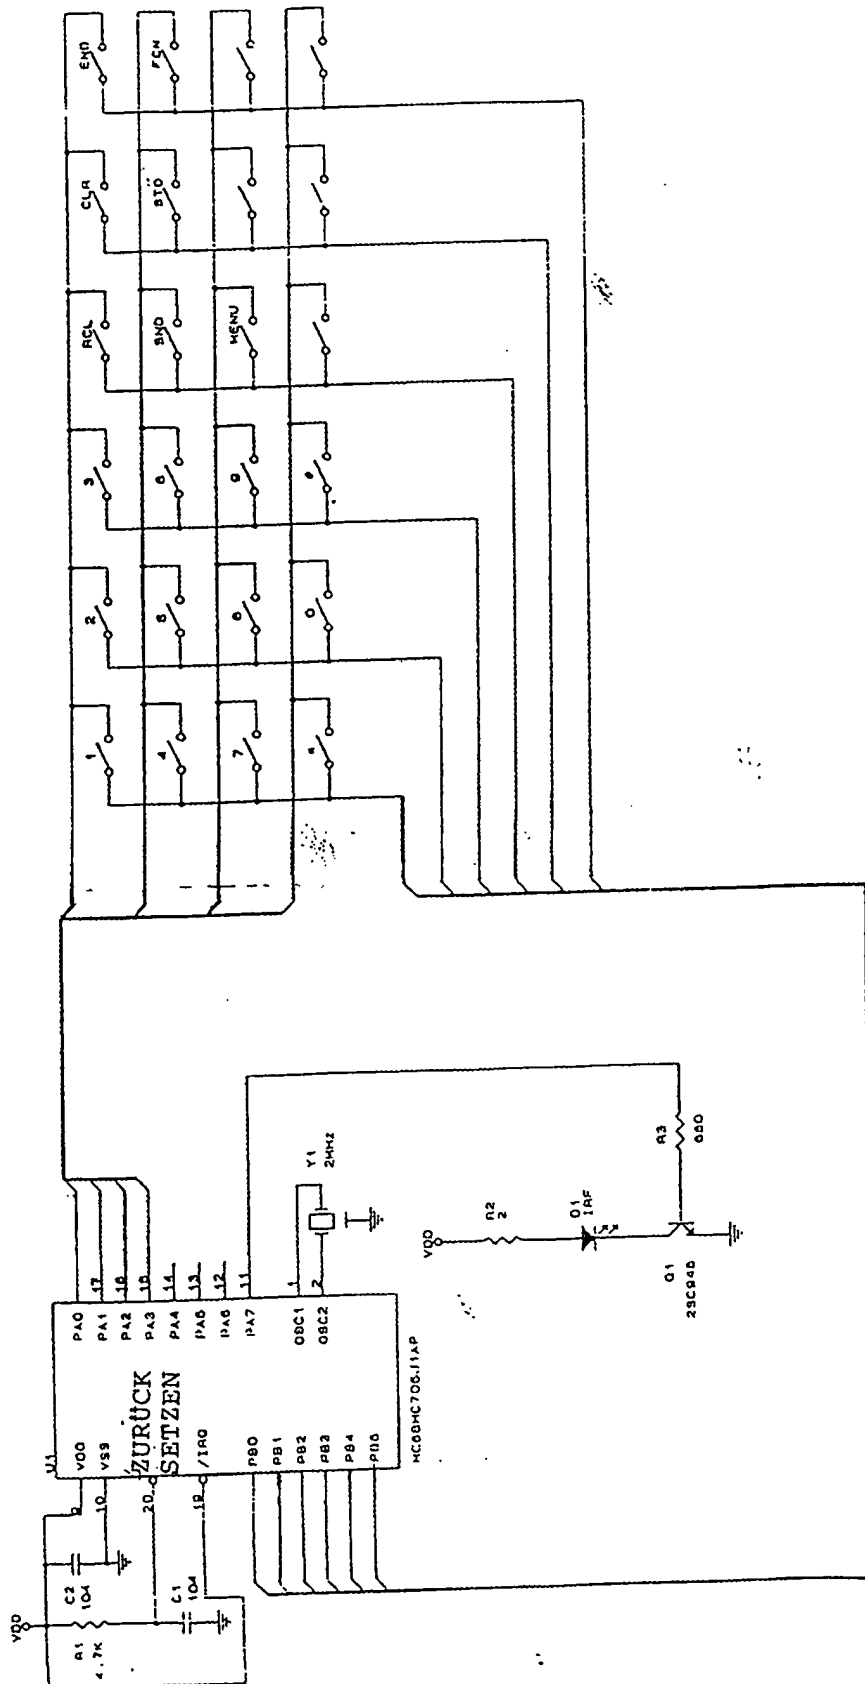 END
FCN
CLR
STO
RCL
SND
MENU
3
6
9
#
2
5
8
0
1
4
7
*
U1
VDD
VSS
ZURÜCK
SETZEN
/IRQ
PB0
PB1
PB2
PB3
PB4
PB5
PA0
PA1
PA2
PA3
PA4
PA5
PA6
PA7
OSC1
OSC2
9
10
20
19
17
16
15
14
13
12
11
1
2
Y1
2MHZ
MC68HC705J1AP
VDD
R1
4.7K
C2
104
C1
104
VDD
R2
2
D1
Q1
2SC945
R3
680